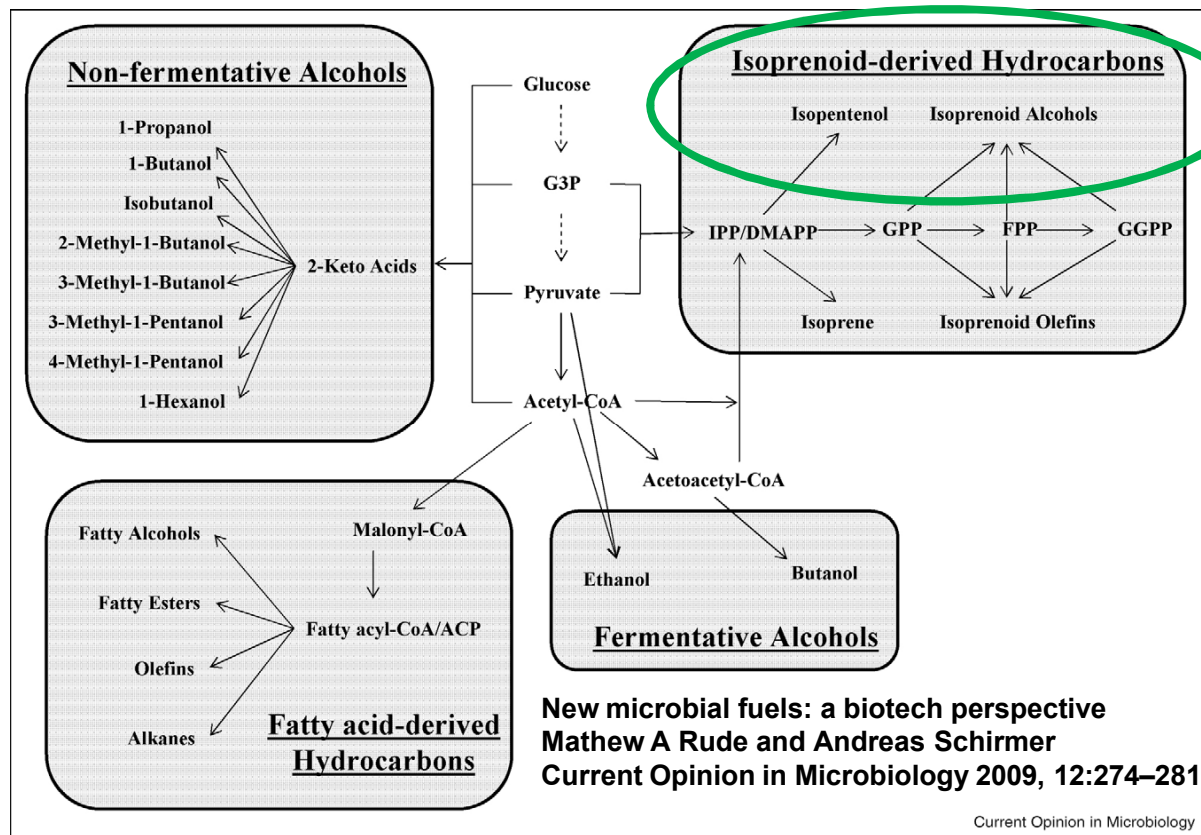 Non-fermentative Alcohols
1-Propanol
1-Butanol
Isobutanol
2-Methyl-1-Butanol
3-Methyl-1-Butanol
3-Methyl-1-Pentanol
4-Methyl-1-Pentanol
1-Hexanol
2-Keto Acids
Glucose
G3P
Pyruvate
Acetyl-CoA
Acetoacetyl-CoA
Isoprenoid-derived Hydrocarbons
Isopentenol
Isoprenoid Alcohols
IPP/DMAPP
GPP
FPP
GGPP
Isoprene
Isoprenoid Olefins
Fatty Alcohols
Malonyl-CoA
Fatty Esters
Fatty acyl-CoA/ACP
Olefins
Alkanes
Fatty acid-derived
Hydrocarbons
Ethanol
Butanol
Fermentative Alcohols
New microbial fuels: a biotech perspective
Mathew A Rude and Andreas Schirmer
Current Opinion in Microbiology 2009, 12:274–281
Current Opinion in Microbiology